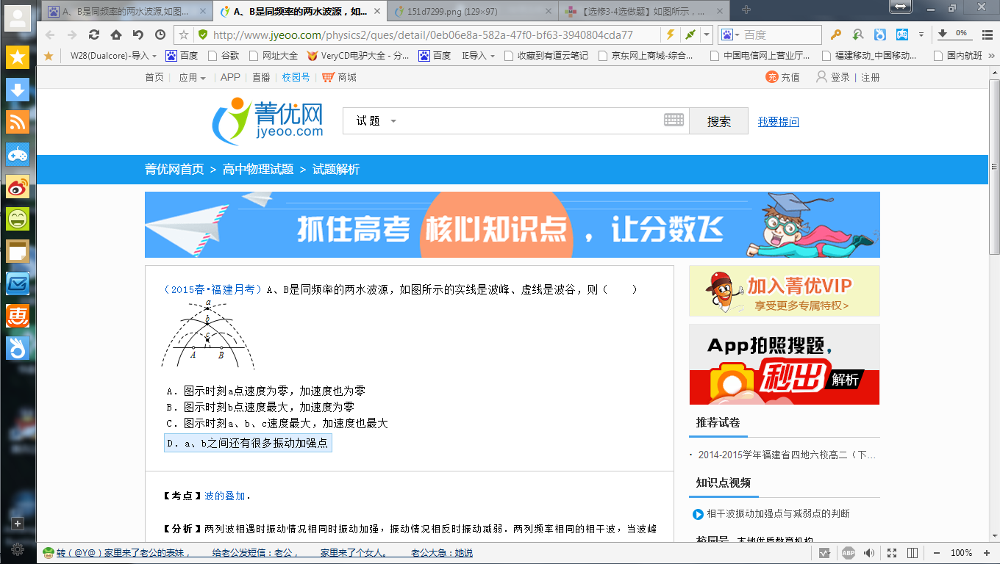 A、B是同频率的两水波源,如图...
A、B是同频率的两水波源，如...
151d7299.png (129×97)
【选修3-4选做题】如图所示，...
http://www.jyeoo.com/physics2/ques/detail/0eb06e8a-582a-47f0-bf63-3940804cda77
百度
0%
W28(Dualcore)-导入
百度
谷歌
网址大全
VeryCD电驴大全 - 分...
百度
IE导入
收藏到有道云笔记
京东网上商城-综合...
中国电信网上营业厅...
福建移动_中国移动...
国内航班
首页
应用
APP
直播
校园号
商城
充 充值
登录 | 注册
菁优网
jyeoo.com
试题
搜索
我要提问
菁优网首页 > 高中物理试题 > 试题解析
抓住高考 核心知识点 ，让分数飞
（2015春•福建月考）A、B是同频率的两水波源，如图所示的实线是波峰、虚线是波谷，则（　　）
a
b
c
A B
A．图示时刻a点速度为零，加速度也为零
B．图示时刻b点速度最大，加速度为零
C．图示时刻a、b、c速度最大，加速度也最大
D．a、b之间还有很多振动加强点
【考点】波的叠加．
【分析】两列波相遇时振动情况相同时振动加强，振动情况相反时振动减弱．两列频率相同的相干波，当波峰
加入菁优VIP
享受更多专属特权>
App拍照搜题，
秒出 解析
推荐试卷
· 2014-2015学年福建省四地六校高二（下...
知识点视频
相干波振动加强点与减弱点的判断
校园号 本地优质教育机构
惠
转（@Y@）家里来了老公的表妹， 给老公发短信：老公， 家里来了个女人。 老公大急：她说
ABP
100%